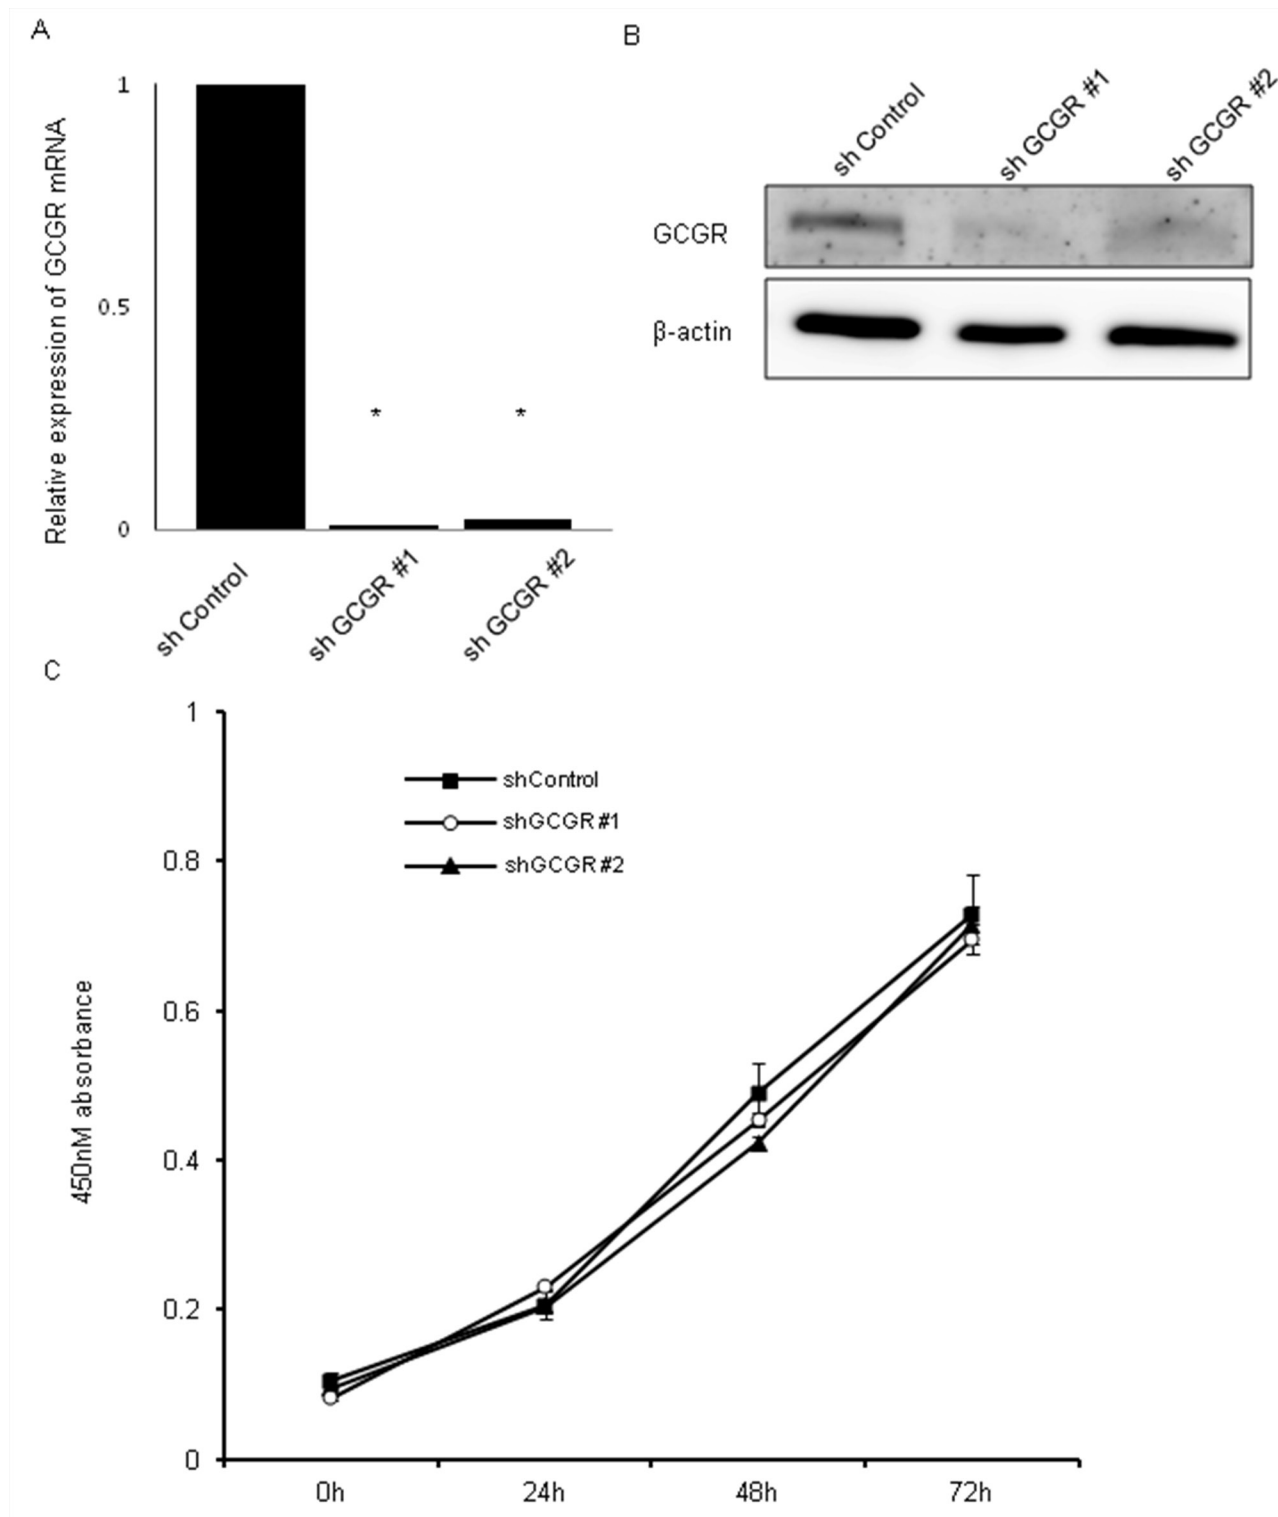 A
1
0.5
0
Relative expression of GCGR mRNA
*
*
sh Control
sh GCGR #1
sh GCGR #2
B
sh Control
sh GCGR #1
sh GCGR #2
GCGR
β-actin
C
1
0.8
0.6
0.4
0.2
0
450nM absorbance
shControl
shGCGR#1
shGCGR#2
0h
24h
48h
72h